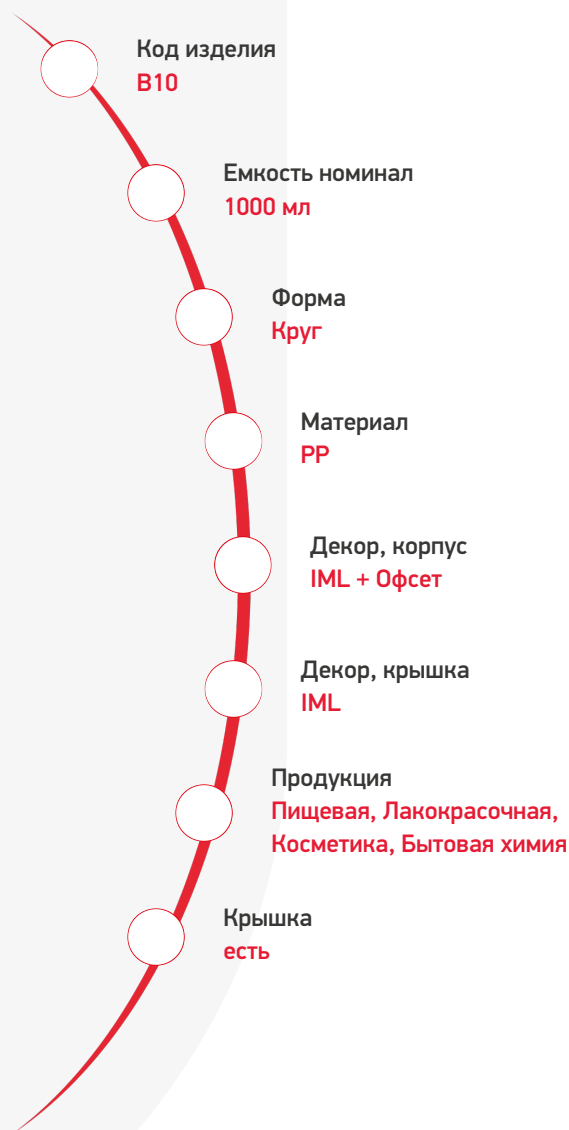 Код изделия
B10
Емкость номинал
1000 мл
Форма
Круг
Материал
PP
Декор, корпус
IML + Офсет
Декор, крышка
IML
Продукция
Пищевая, Лакокрасочная,
Косметика, Бытовая химия
Крышка
есть